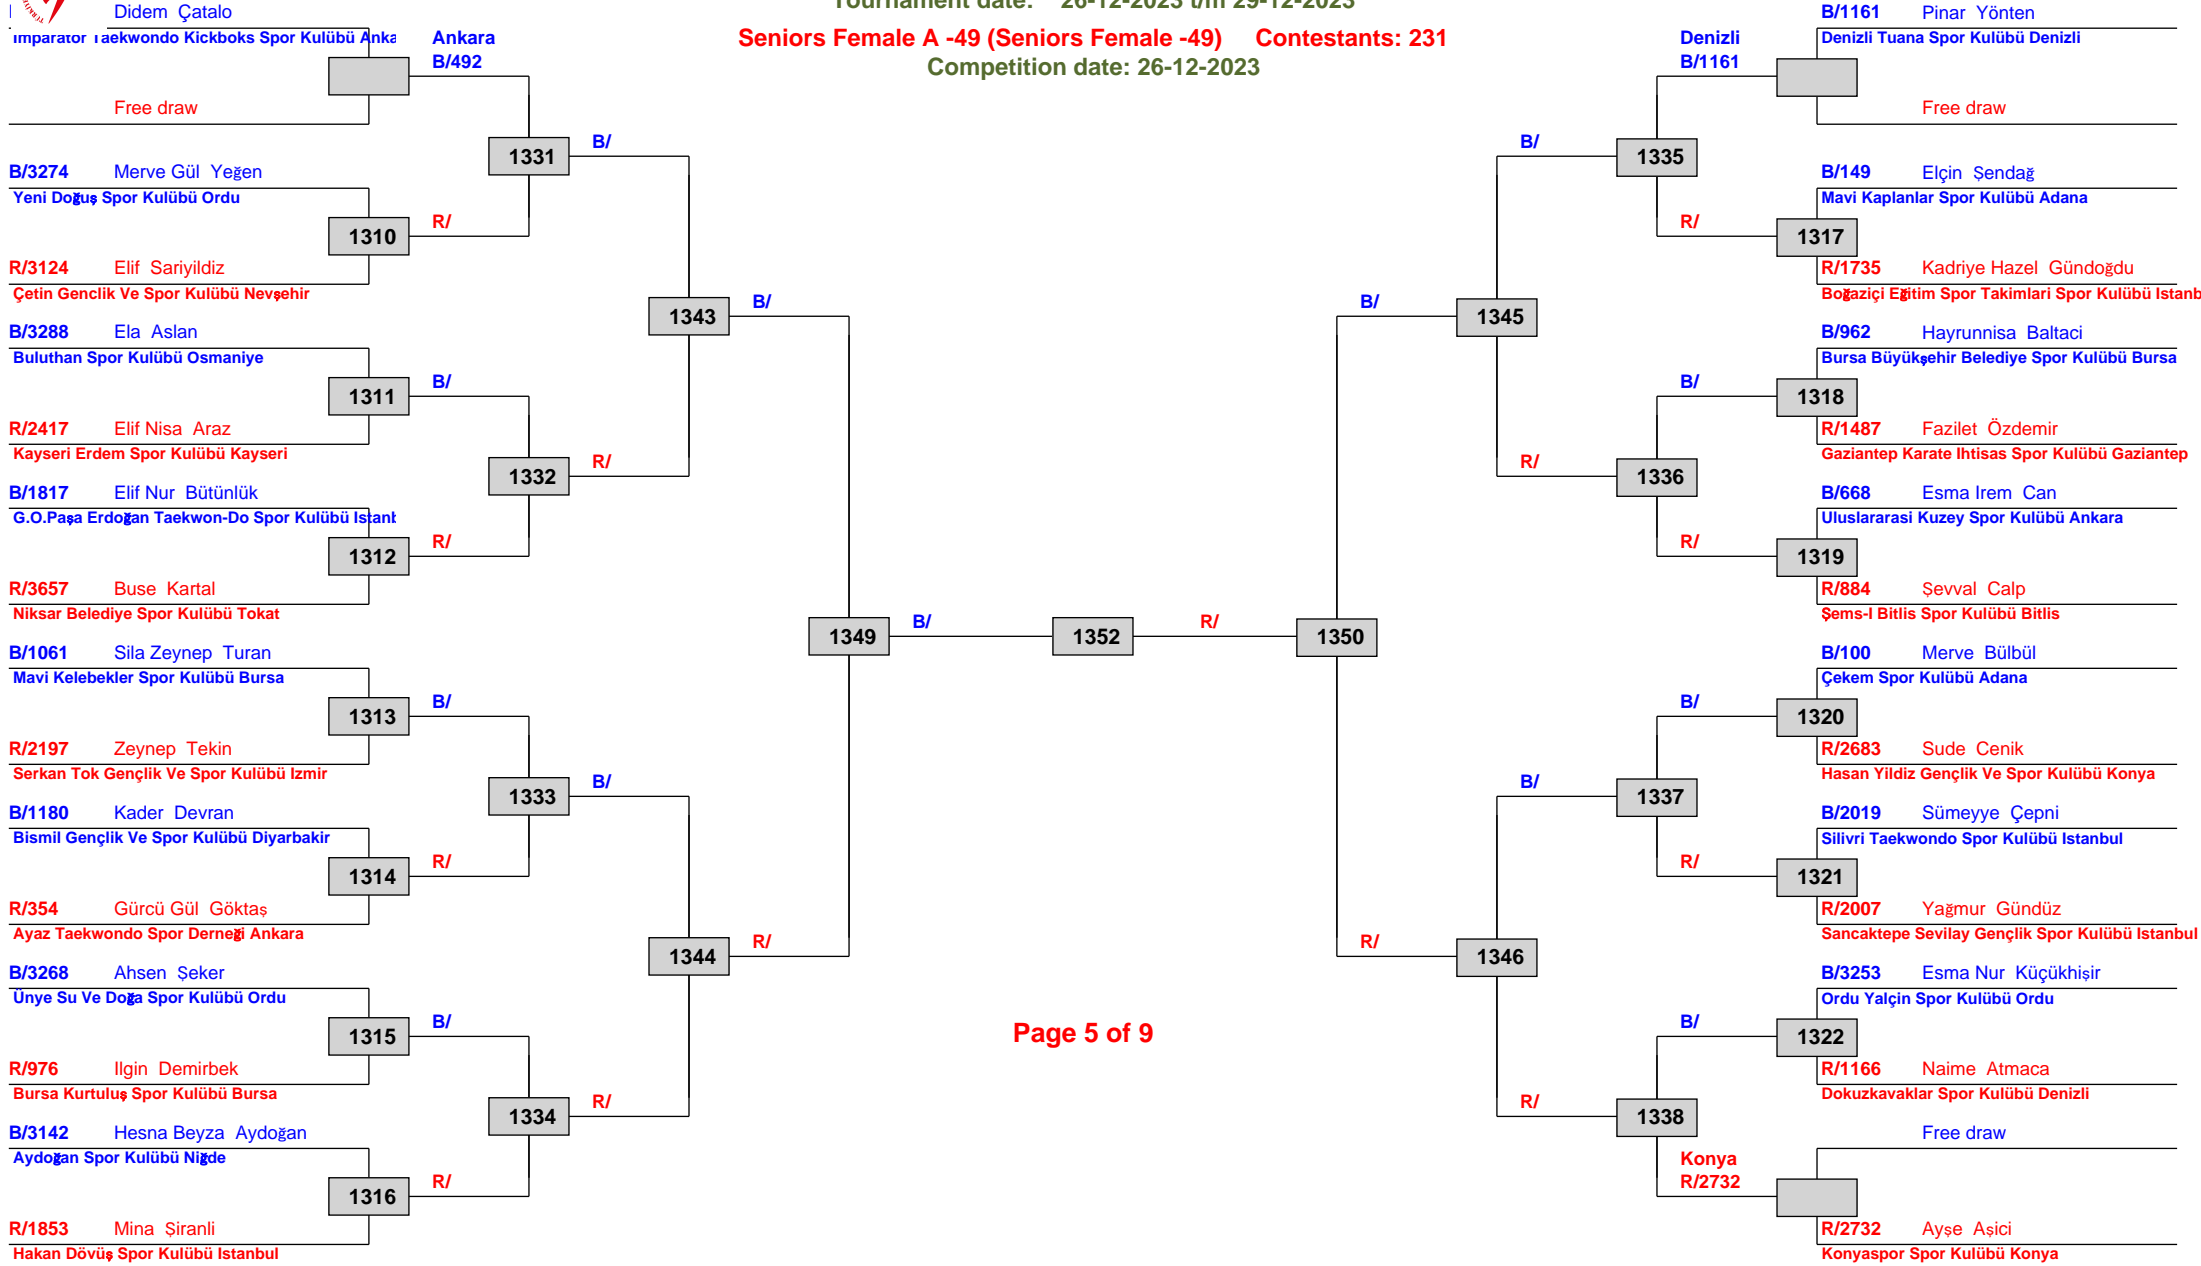 Tournament date: 26-12-2023 t/m 29-12-2023
Seniors Female A -49 (Seniors Female -49) Contestants: 231
Competition date: 26-12-2023
Didem Çatalo
Imparator Taekwondo Kickboks Spor Kulübü Anka
Ankara
B/492
Free draw
1331
B/
B/3274 Merve Gül Yeğen
Yeni Doğuş Spor Kulübü Ordu
1310
R/
R/3124 Elif Sariyildiz
Çetin Genclik Ve Spor Kulübü Nevşehir
1343
B/
B/3288 Ela Aslan
Buluthan Spor Kulübü Osmaniye
1311
B/
R/2417 Elif Nisa Araz
Kayseri Erdem Spor Kulübü Kayseri
1332
R/
B/1817 Elif Nur Bütünlük
G.O.Paşa Erdoğan Taekwon-Do Spor Kulübü Istanb
1312
R/
R/3657 Buse Kartal
Niksar Belediye Spor Kulübü Tokat
1349
B/
1352
R/
1350
B/1061 Sila Zeynep Turan
Mavi Kelebekler Spor Kulübü Bursa
1313
B/
R/2197 Zeynep Tekin
Serkan Tok Gençlik Ve Spor Kulübü Izmir
1333
B/
B/1180 Kader Devran
Bismil Gençlik Ve Spor Kulübü Diyarbakir
1314
R/
R/354 Gürcü Gül Göktaş
Ayaz Taekwondo Spor Derneği Ankara
1344
R/
B/3268 Ahsen Şeker
Ünye Su Ve Doğa Spor Kulübü Ordu
1315
B/
R/976 Ilgin Demirbek
Bursa Kurtuluş Spor Kulübü Bursa
1334
R/
B/3142 Hesna Beyza Aydoğan
Aydoğan Spor Kulübü Niğde
1316
R/
R/1853 Mina Şiranli
Hakan Dövüş Spor Kulübü Istanbul
Page 5 of 9
B/1161 Pinar Yönten
Denizli Tuana Spor Kulübü Denizli
Denizli
B/1161
Free draw
B/
1335
B/149 Elçin Şendağ
Mavi Kaplanlar Spor Kulübü Adana
R/
1317
R/1735 Kadriye Hazel Gündoğdu
Boğaziçi Eğitim Spor Takimlari Spor Kulübü Istanb
B/
1345
B/962 Hayrunnisa Baltaci
Bursa Büyükşehir Belediye Spor Kulübü Bursa
B/
1318
R/1487 Fazilet Özdemir
Gaziantep Karate Ihtisas Spor Kulübü Gaziantep
R/
1336
B/668 Esma Irem Can
Uluslararasi Kuzey Spor Kulübü Ankara
R/
1319
R/884 Şevval Calp
Şems-I Bitlis Spor Kulübü Bitlis
B/100 Merve Bülbül
Çekem Spor Kulübü Adana
B/
1320
R/2683 Sude Cenik
Hasan Yildiz Gençlik Ve Spor Kulübü Konya
B/
1337
B/2019 Sümeyye Çepni
Silivri Taekwondo Spor Kulübü Istanbul
R/
1321
R/2007 Yağmur Gündüz
Sancaktepe Sevilay Gençlik Spor Kulübü Istanbul
R/
1346
B/3253 Esma Nur Küçükhişir
Ordu Yalçin Spor Kulübü Ordu
B/
1322
R/1166 Naime Atmaca
Dokuzkavaklar Spor Kulübü Denizli
R/
1338
Free draw
Konya
R/2732
R/2732 Ayşe Aşici
Konyaspor Spor Kulübü Konya